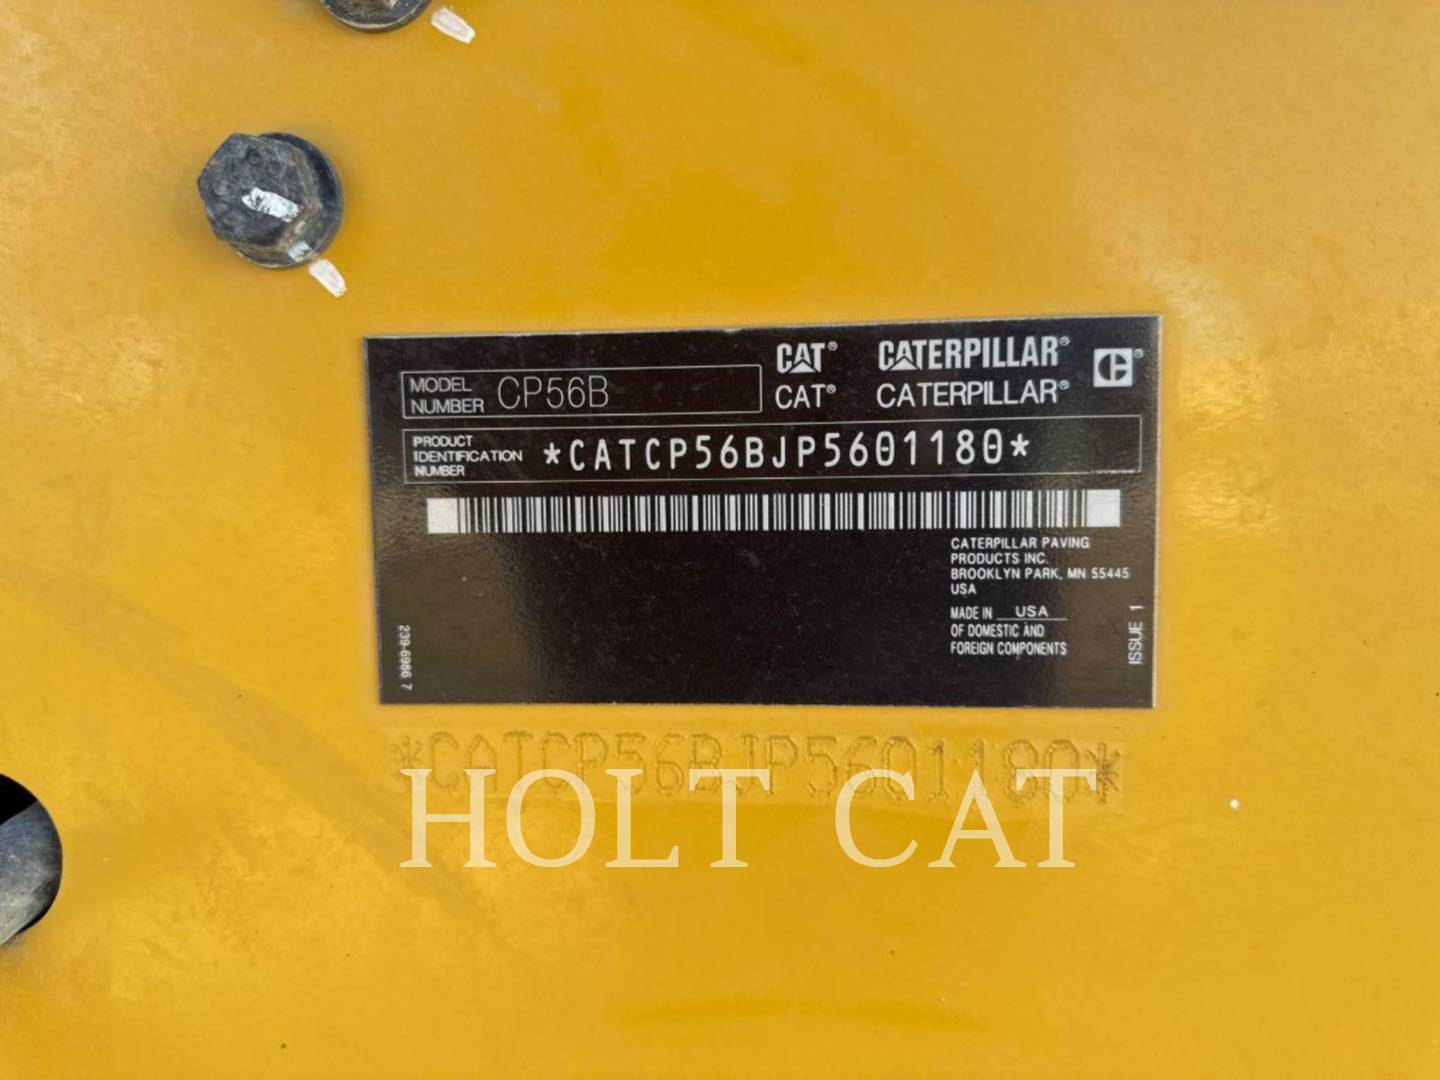 CAT® CATERPILLAR® CE®
CAT® CATERPILLAR®
MODEL NUMBER CP56B
PRODUCT IDENTIFICATION NUMBER *CATCP56BJP5601180*
CATERPILLAR PAVING
PRODUCTS INC.
BROOKLYN PARK, MN 55445
USA
MADE IN USA
OF DOMESTIC AND
FOREIGN COMPONENTS
239-6986 7
ISSUE 1
*CATCP56BJP5601180*
HOLT CAT